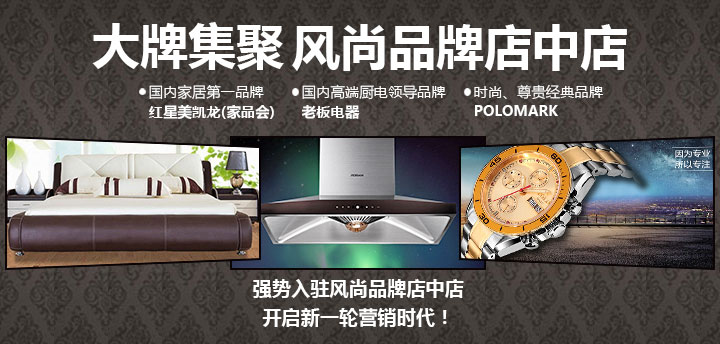 大牌集聚 风尚品牌店中店
●国内家居第一品牌
红星美凯龙(家品会)
●国内高端厨电领导品牌
老板电器
●时尚、尊贵经典品牌
POLOMARK
因为专业
所以专注
强势入驻风尚品牌店中店
开启新一轮营销时代！